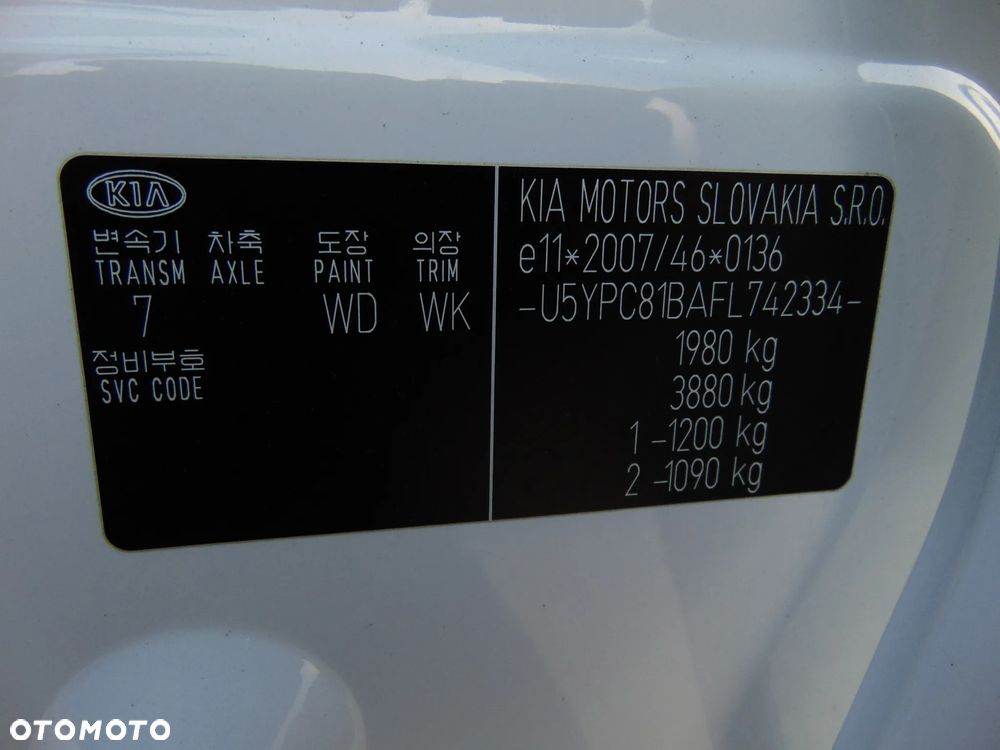 KIA
변속기 차축 도장 의장
TRANSM AXLE PAINT TRIM
7 WD WK
정비부호
SVC CODE
KIA MOTORS SLOVAKIA S.R.O.
e11*2007/46*0136
-U5YPC81BAFL742334-
1980 kg
3880 kg
1 -1200 kg
2 -1090 kg
OTOMOTO